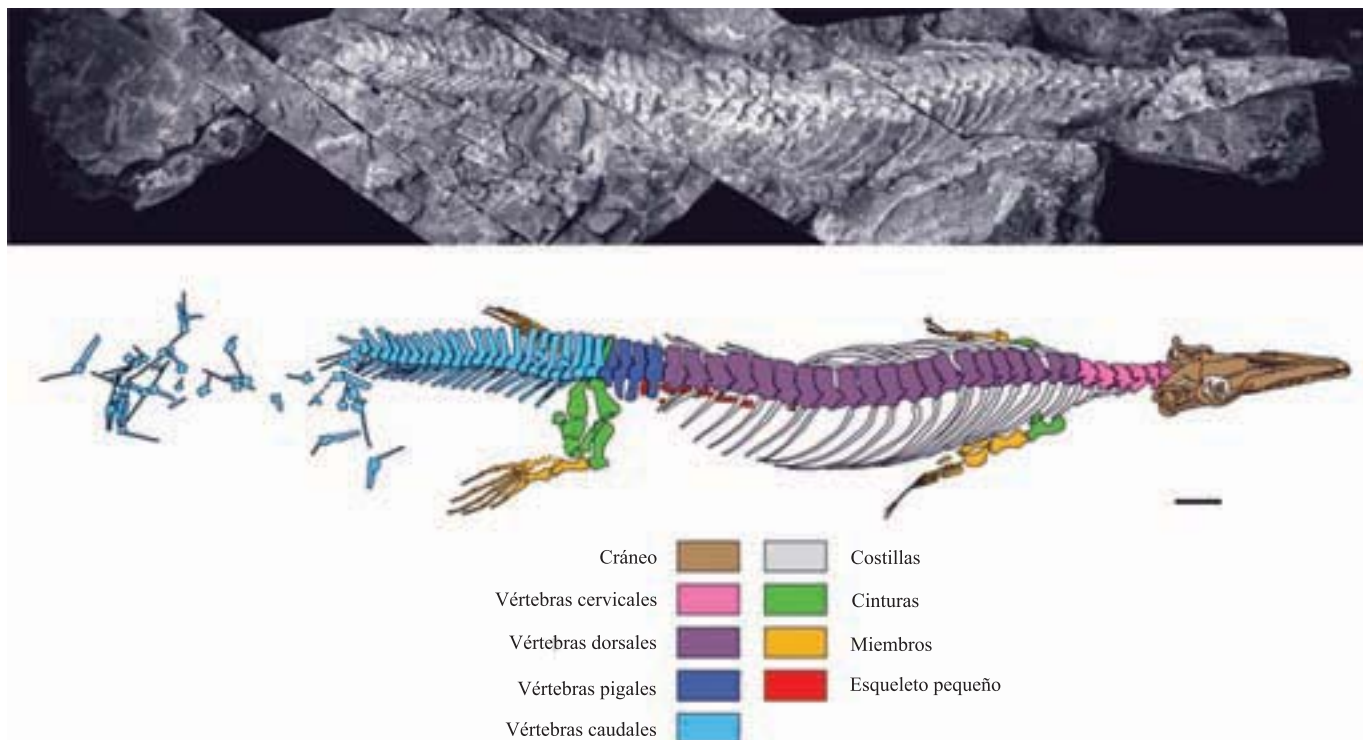 Cráneo
Vértebras cervicales
Vértebras dorsales
Vértebras pigales
Vértebras caudales
Costillas
Cinturas
Miembros
Esqueleto pequeño